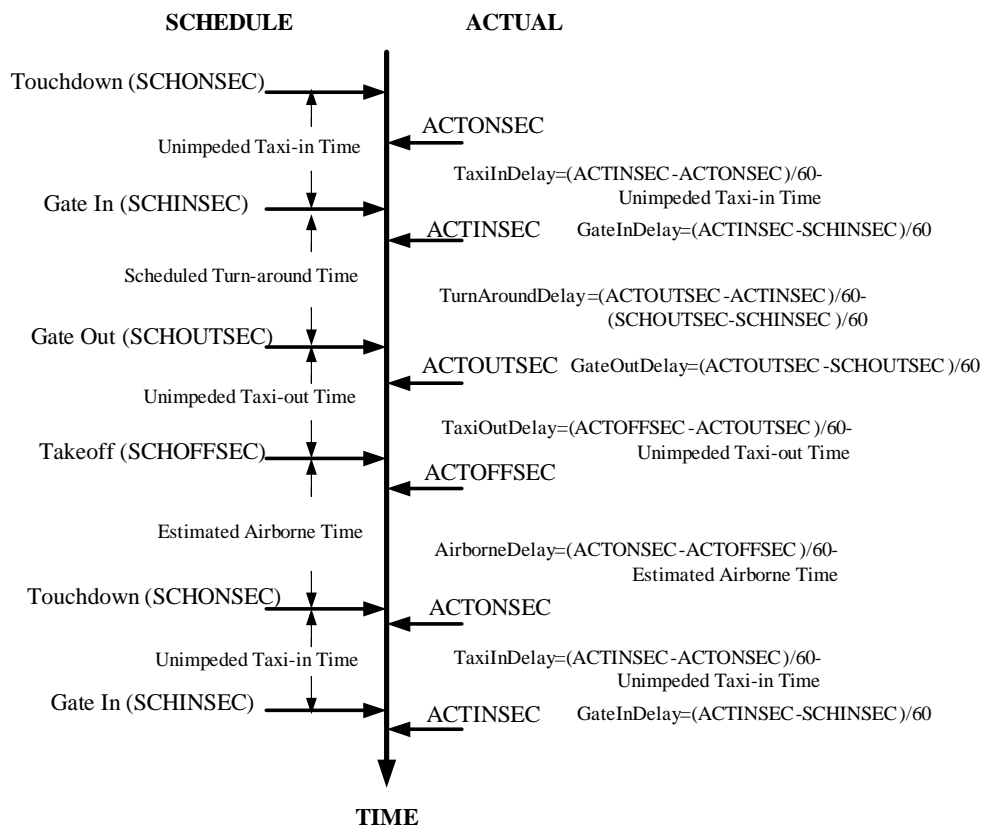 SCHEDULE
ACTUAL
Touchdown (SCHONSEC)
ACTONSEC
Unimpeded Taxi-in Time
TaxiInDelay=(ACTINSEC-ACTONSEC)/60-
Unimpeded Taxi-in Time
Gate In (SCHINSEC)
ACTINSEC
GateInDelay=(ACTINSEC-SCHINSEC)/60
Scheduled Turn-around Time
TurnAroundDelay=(ACTOUTSEC-ACTINSEC)/60-
(SCHOUTSEC-SCHINSEC)/60
Gate Out (SCHOUTSEC)
ACTOUTSEC
GateOutDelay=(ACTOUTSEC-SCHOUTSEC)/60
Unimpeded Taxi-out Time
TaxiOutDelay=(ACTOFFSEC-ACTOUTSEC)/60-
Unimpeded Taxi-out Time
Takeoff (SCHOFFSEC)
ACTOFFSEC
Estimated Airborne Time
AirborneDelay=(ACTONSEC-ACTOFFSEC)/60-
Estimated Airborne Time
Touchdown (SCHONSEC)
ACTONSEC
Unimpeded Taxi-in Time
TaxiInDelay=(ACTINSEC-ACTONSEC)/60-
Unimpeded Taxi-in Time
Gate In (SCHINSEC)
ACTINSEC
GateInDelay=(ACTINSEC-SCHINSEC)/60
TIME